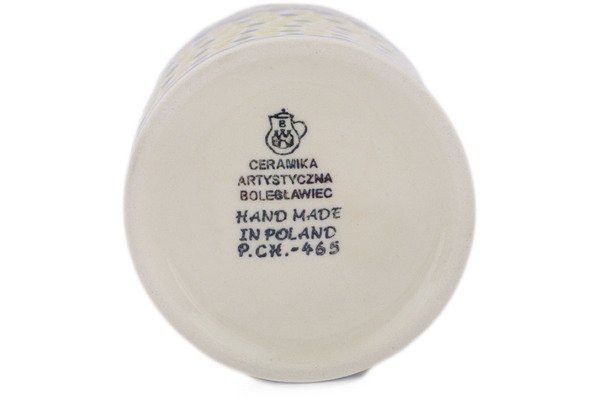 B
CERAMIKA
ARTYSTYCZNA
BOLESŁAWIEC
HAND MADE
IN POLAND
P.CH.-465